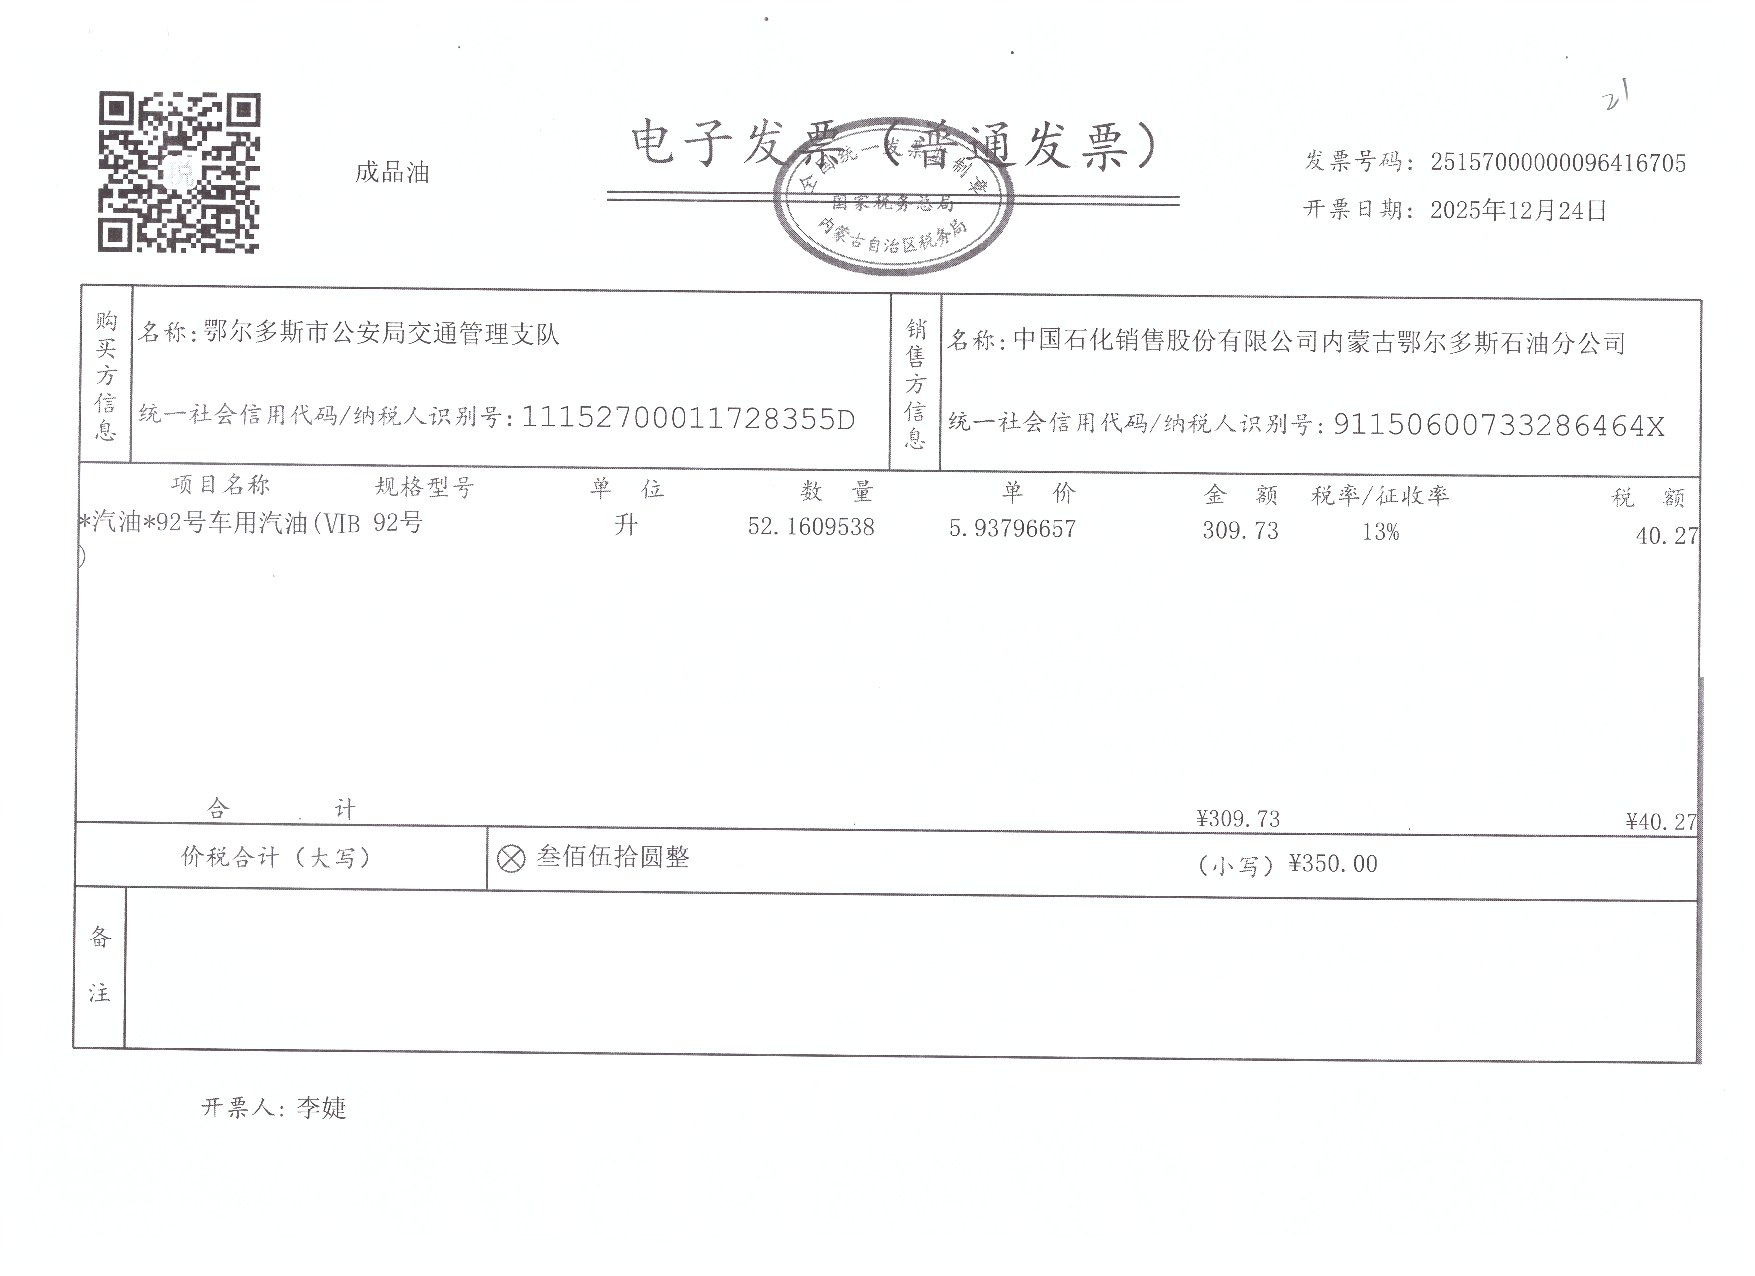 21
电子发票（普通发票）
成品油
发票号码：25157000000096416705
开票日期：2025年12月24日
税
全国统一发票监制章
国家税务总局
内蒙古自治区税务局
购买方信息
名称：鄂尔多斯市公安局交通管理支队
统一社会信用代码/纳税人识别号：11152700011728355D
销售方信息
名称：中国石化销售股份有限公司内蒙古鄂尔多斯石油分公司
统一社会信用代码/纳税人识别号：91150600733286464X
项目名称 规格型号 单 位 数 量 单 价 金 额 税率/征收率 税 额
*汽油*92号车用汽油(VIB 92号 升 52.1609538 5.93796657 309.73 13% 40.27
)
合 计 ¥309.73 ¥40.27
价税合计（大写） ⊗ 叁佰伍拾圆整 （小写）¥350.00
备注
开票人：李婕